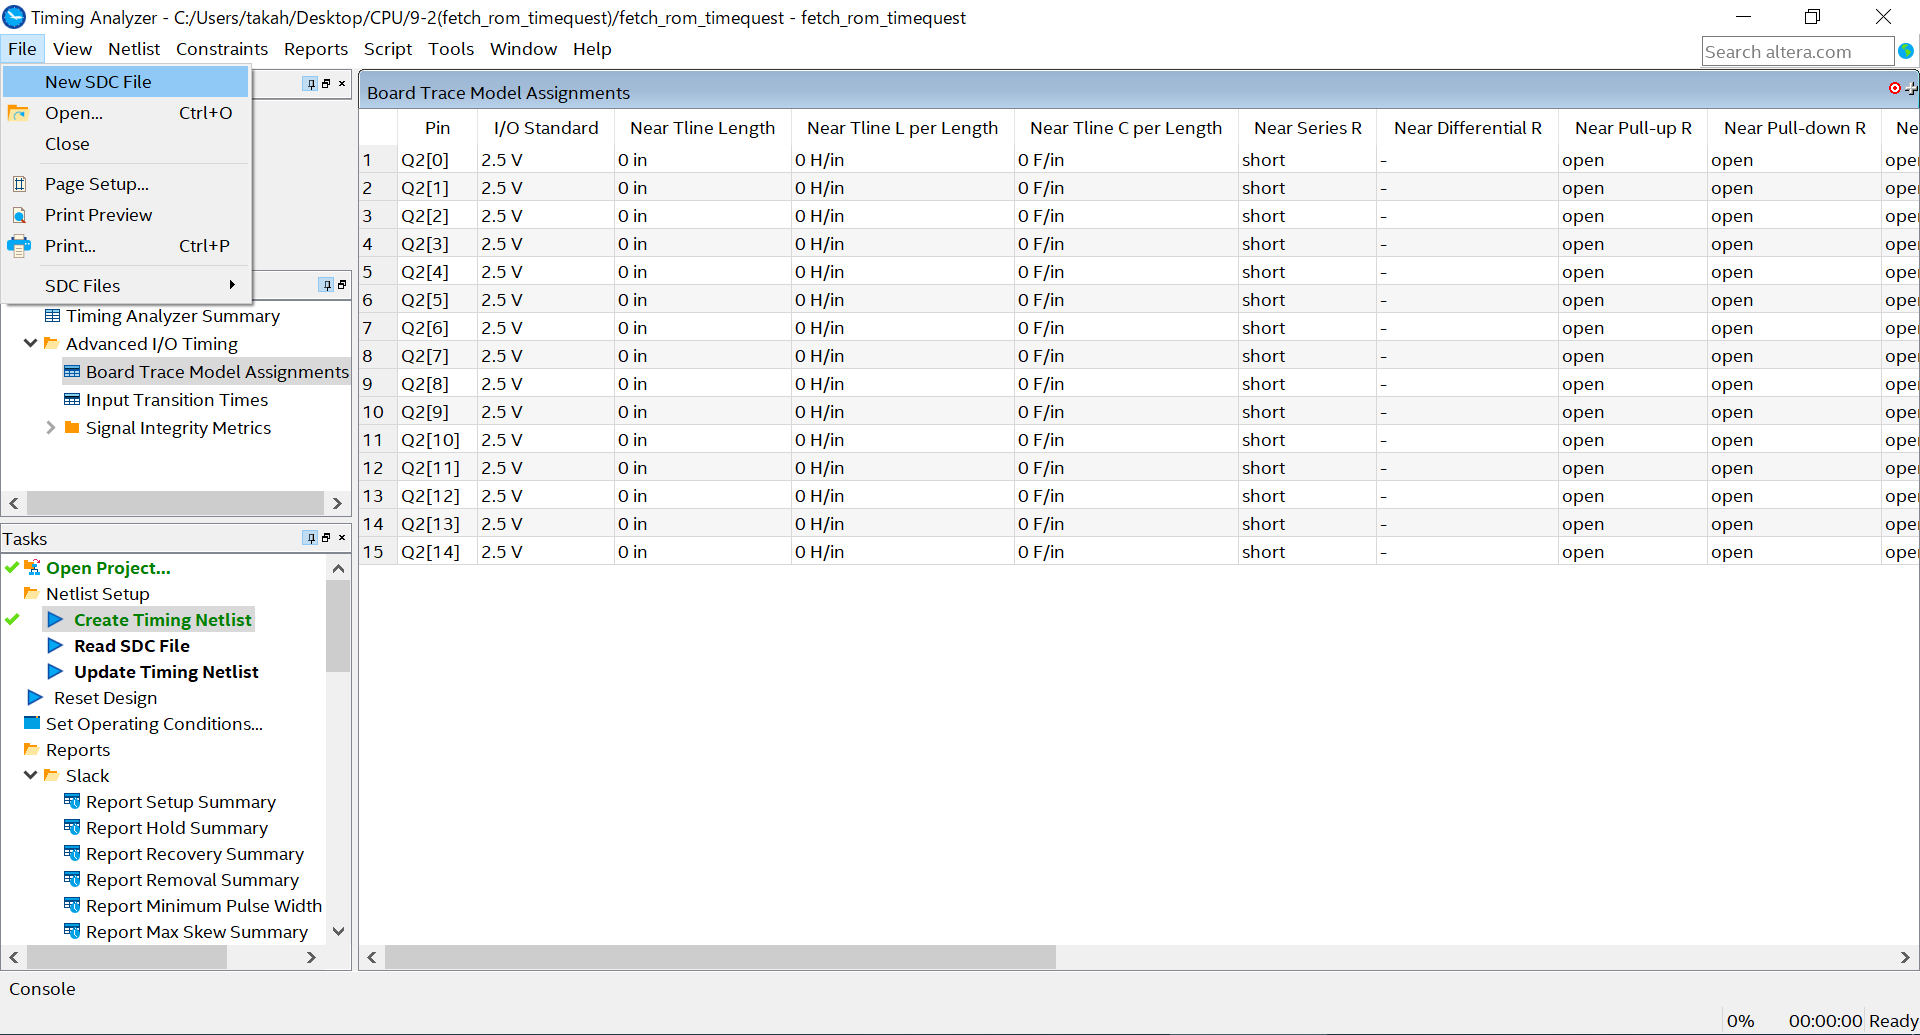 Timing Analyzer - C:/Users/takah/Desktop/CPU/9-2(fetch_rom_timequest)/fetch_rom_timequest - fetch_rom_timequest
File View Netlist Constraints Reports Script Tools Window Help
Search altera.com
New SDC File
Open... Ctrl+O
Close
Page Setup...
Print Preview
Print... Ctrl+P
SDC Files
Timing Analyzer Summary
Advanced I/O Timing
Board Trace Model Assignments
Input Transition Times
Signal Integrity Metrics
Tasks
Open Project...
Netlist Setup
Create Timing Netlist
Read SDC File
Update Timing Netlist
Reset Design
Set Operating Conditions...
Reports
Slack
Report Setup Summary
Report Hold Summary
Report Recovery Summary
Report Removal Summary
Report Minimum Pulse Width
Report Max Skew Summary
Board Trace Model Assignments
Pin I/O Standard Near Tline Length Near Tline L per Length Near Tline C per Length Near Series R Near Differential R Near Pull-up R Near Pull-down R Ne
1 Q2[0] 2.5 V 0 in 0 H/in 0 F/in short - open open ope
2 Q2[1] 2.5 V 0 in 0 H/in 0 F/in short - open open ope
3 Q2[2] 2.5 V 0 in 0 H/in 0 F/in short - open open ope
4 Q2[3] 2.5 V 0 in 0 H/in 0 F/in short - open open ope
5 Q2[4] 2.5 V 0 in 0 H/in 0 F/in short - open open ope
6 Q2[5] 2.5 V 0 in 0 H/in 0 F/in short - open open ope
7 Q2[6] 2.5 V 0 in 0 H/in 0 F/in short - open open ope
8 Q2[7] 2.5 V 0 in 0 H/in 0 F/in short - open open ope
9 Q2[8] 2.5 V 0 in 0 H/in 0 F/in short - open open ope
10 Q2[9] 2.5 V 0 in 0 H/in 0 F/in short - open open ope
11 Q2[10] 2.5 V 0 in 0 H/in 0 F/in short - open open ope
12 Q2[11] 2.5 V 0 in 0 H/in 0 F/in short - open open ope
13 Q2[12] 2.5 V 0 in 0 H/in 0 F/in short - open open ope
14 Q2[13] 2.5 V 0 in 0 H/in 0 F/in short - open open ope
15 Q2[14] 2.5 V 0 in 0 H/in 0 F/in short - open open ope
Console
0% 00:00:00 Ready